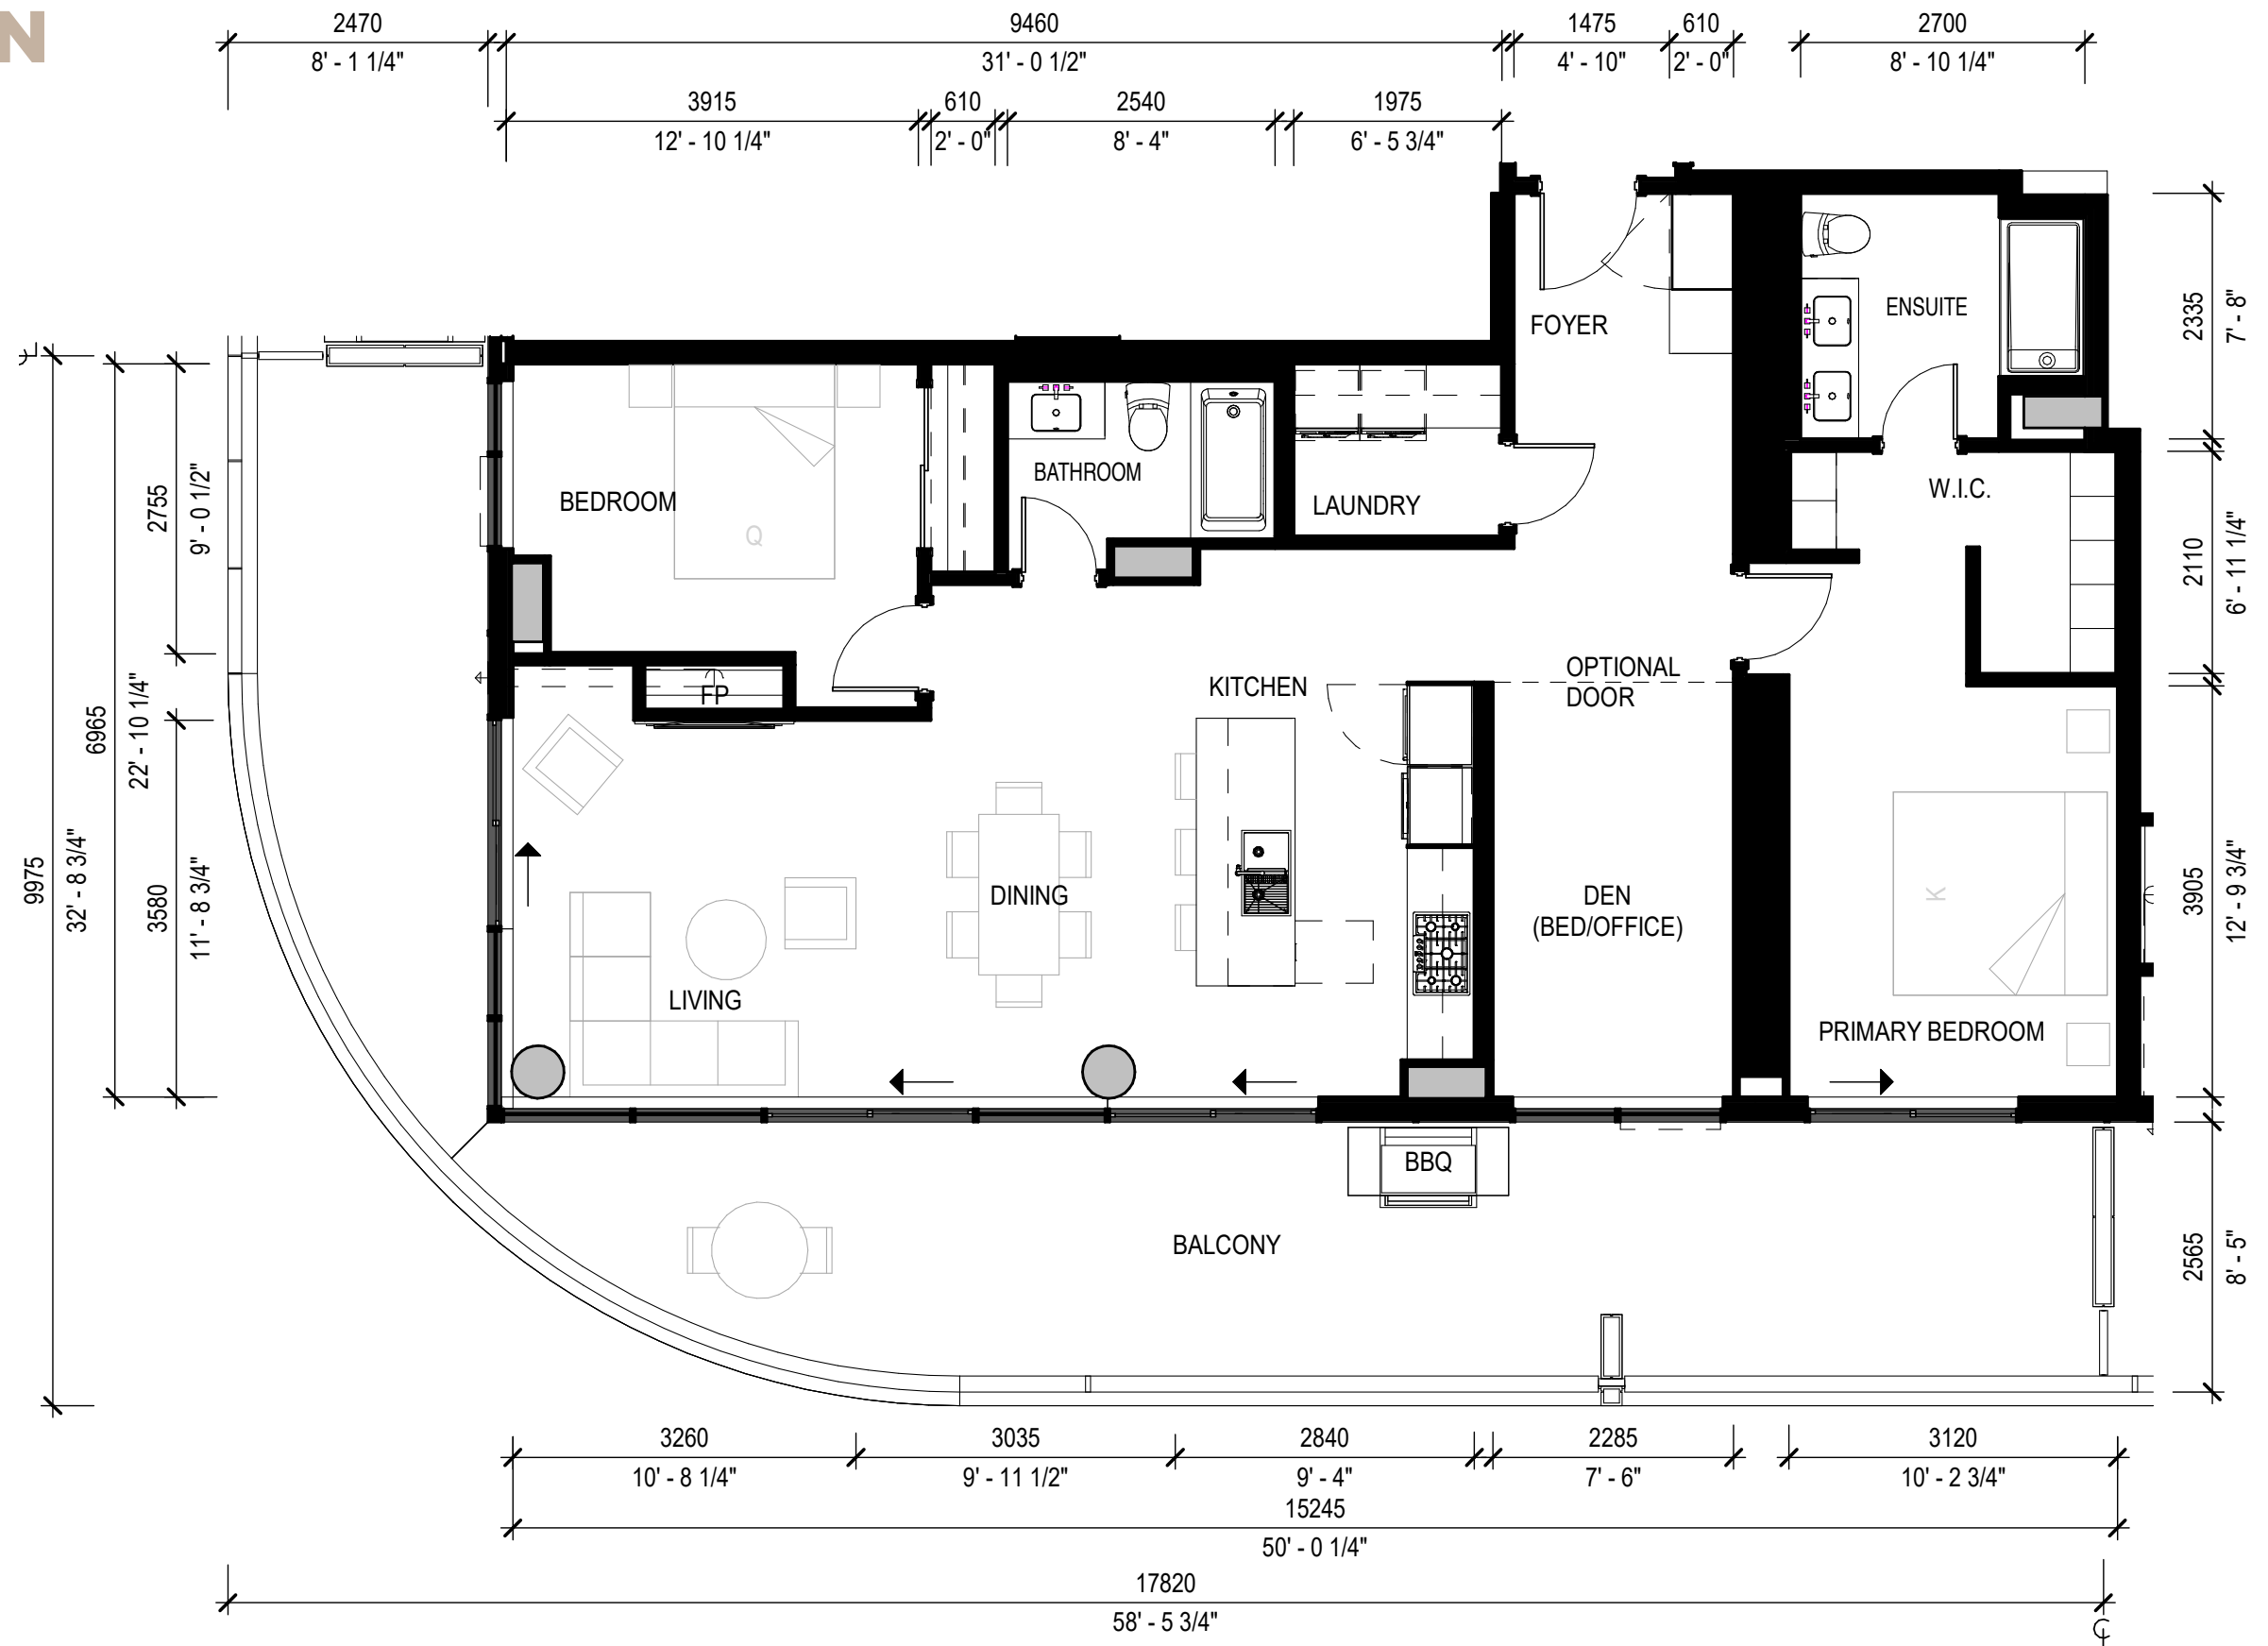 N
2470
8' - 1 1/4"
9460
31' - 0 1/2"
1475
4' - 10"
610
2' - 0"
2700
8' - 10 1/4"
3915
12' - 10 1/4"
610
2' - 0"
2540
8' - 4"
1975
6' - 5 3/4"
FOYER
ENSUITE
2335
7' - 8"
BEDROOM
Q
BATHROOM
LAUNDRY
W.I.C.
2755
9' - 0 1/2"
2110
6' - 11 1/4"
FP
KITCHEN
OPTIONAL
DOOR
6965
22' - 10 1/4"
9975
32' - 8 3/4"
3580
11' - 8 3/4"
LIVING
DINING
DEN
(BED/OFFICE)
K
PRIMARY BEDROOM
3905
12' - 9 3/4"
BBQ
BALCONY
2565
8' - 5"
3260
10' - 8 1/4"
3035
9' - 11 1/2"
2840
9' - 4"
2285
7' - 6"
3120
10' - 2 3/4"
15245
50' - 0 1/4"
17820
58' - 5 3/4"